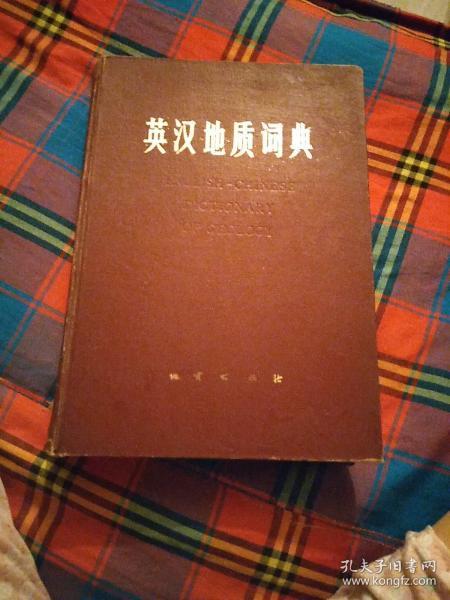 英汉地质词典
ENGLISH-CHINESE
DICTIONARY
OF GEOLOGY
地质出版社
孔夫子旧书网
www.kongfz.com